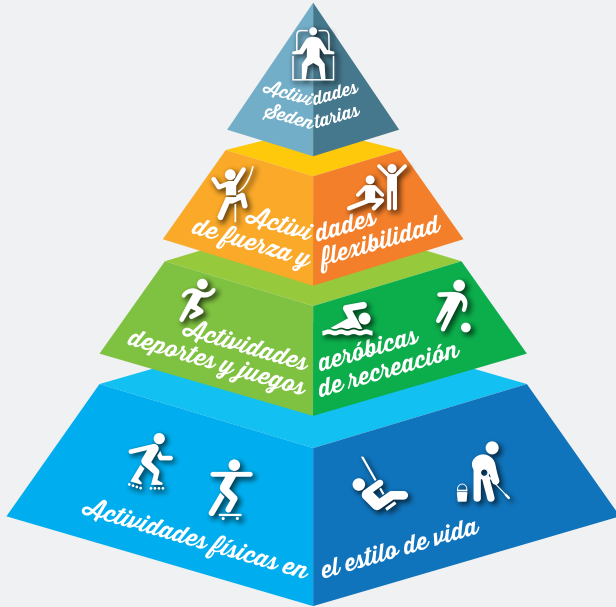 Actividades
Sedentarias
Actividades
de fuerza y flexibilidad
Actividades aeróbicas
deportes y juegos de recreación
Actividades físicas en el estilo de vida